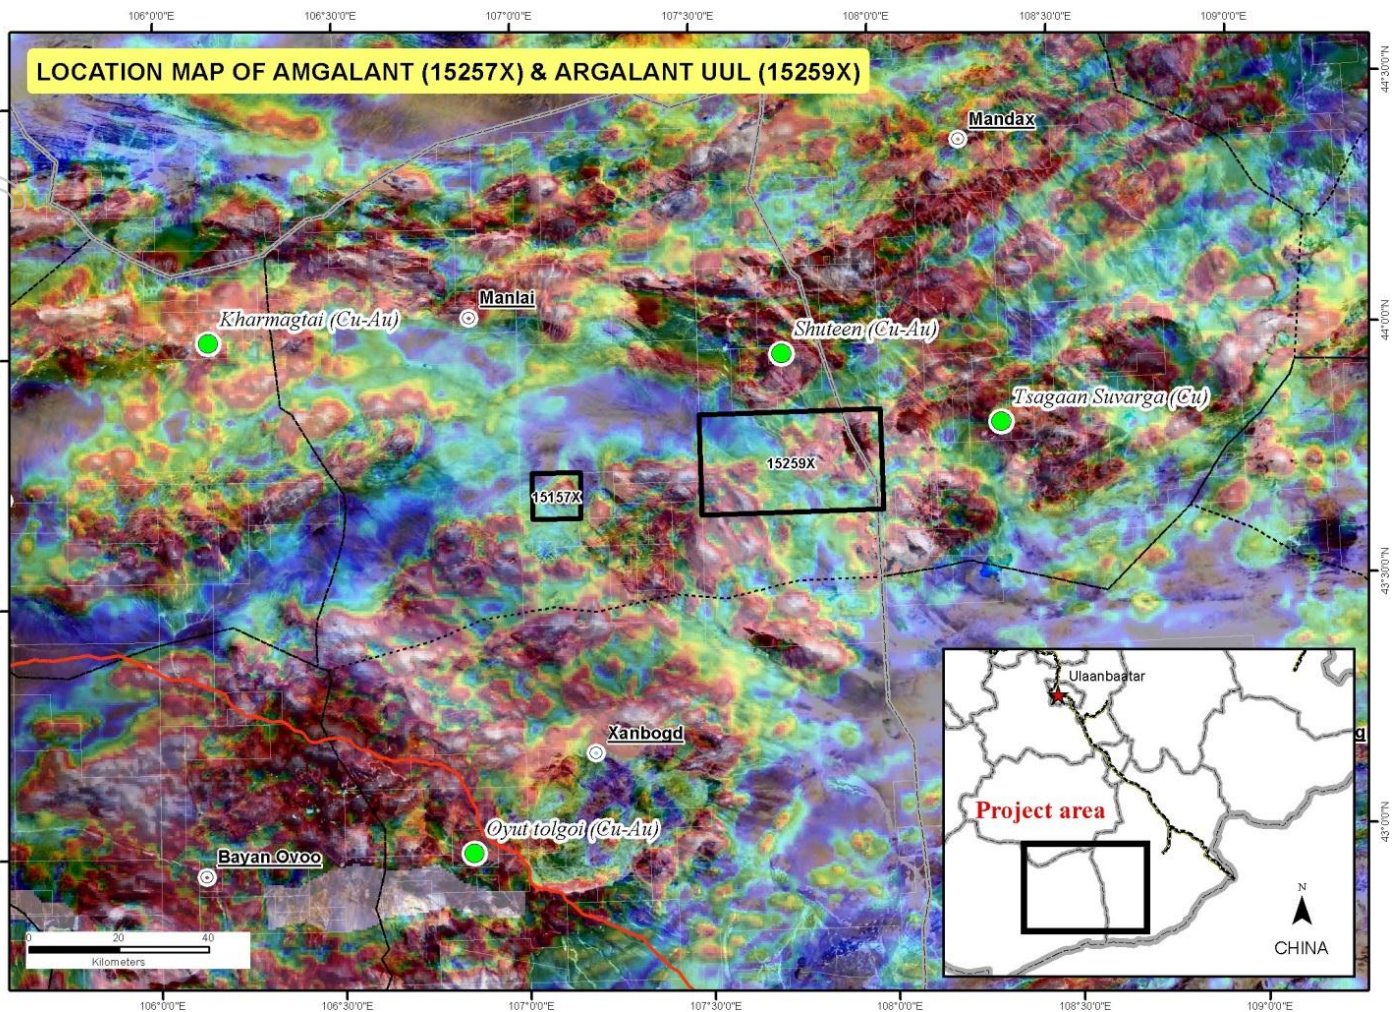 106°0'0"E 106°30'0"E 107°0'0"E 107°30'0"E 108°0'0"E 108°30'0"E 109°0'0"E
LOCATION MAP OF AMGALANT (15257X) & ARGALANT UUL (15259X)
44°30'0"N
Mandax
Manlai
Kharmagtai (Cu-Au)
Shuteen (Cu-Au)
44°0'0"N
Tsagaan Suvarga (Cu)
15259X
15157X
43°30'0"N
Ulaanbaatar
Xanbogd
g
Project area
Oyut tolgoi (Cu-Au)
43°0'0"N
Bayan Ovoo
N
CHINA
0 20 40
Kilometers
106°0'0"E 106°30'0"E 107°0'0"E 107°30'0"E 108°0'0"E 108°30'0"E 109°0'0"E